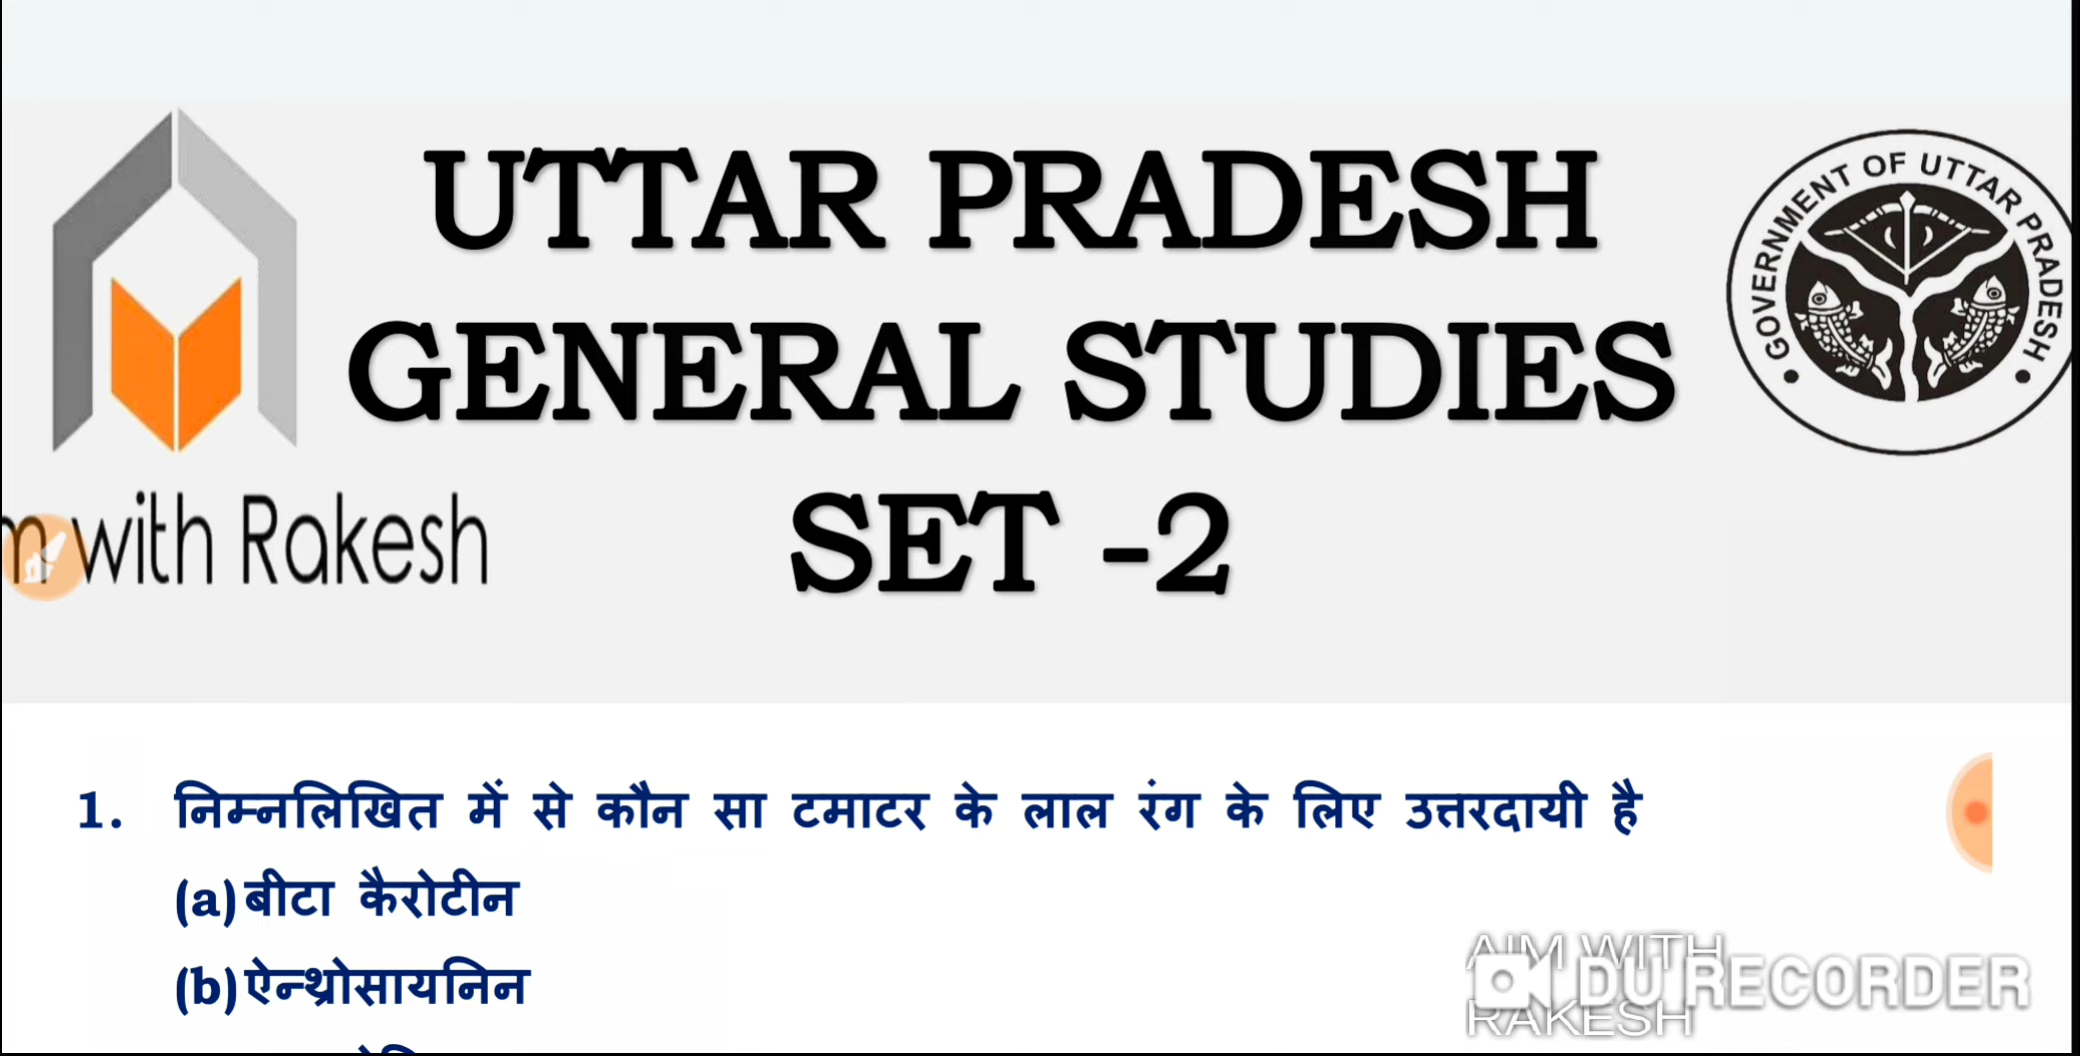 UTTAR PRADESH
GENERAL STUDIES
SET -2
GOVERNMENT OF UTTAR PRADESH
with Rakesh
1. निम्नलिखित में से कौन सा टमाटर के लाल रंग के लिए उत्तरदायी है
(a) बीटा कैरोटीन
(b) ऐन्थ्रोसायनिन
AIM WITH
RAKESH
DU RECORDER